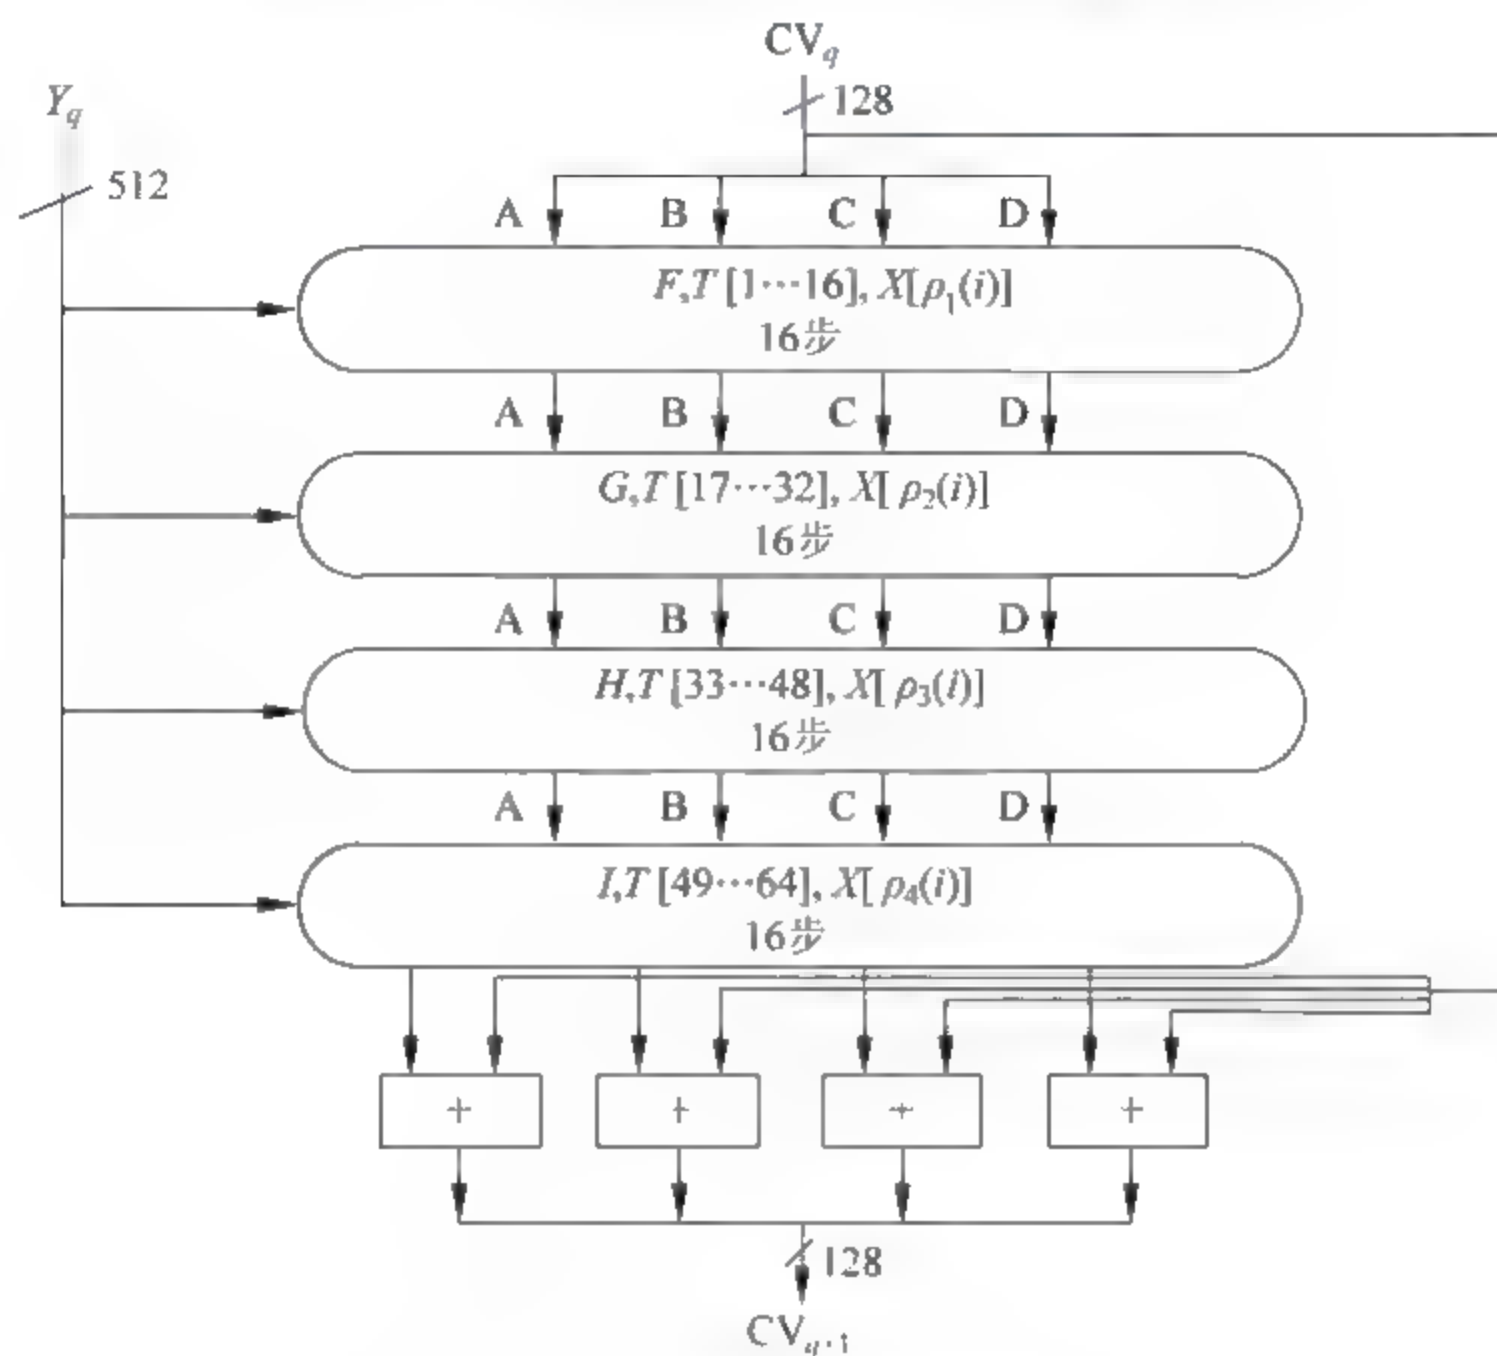 CV_q
128
Y_q
512
A B C D
F,T [1…16], X[ρ_1(i)]
16步
A B C D
G,T [17…32], X[ρ_2(i)]
16步
A B C D
H,T [33…48], X[ρ_3(i)]
16步
A B C D
I,T [49…64], X[ρ_4(i)]
16步
+ + + +
128
CV_{q+1}